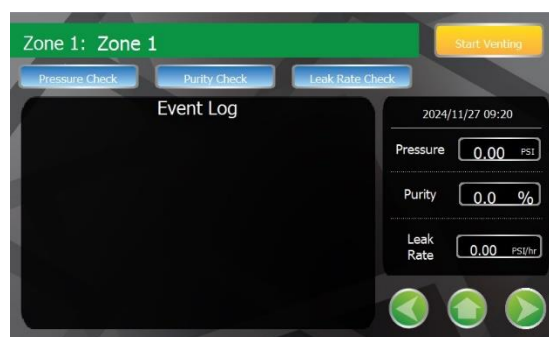 Zone 1: Zone 1
Start Venting
Pressure Check
Purity Check
Leak Rate Check
Event Log
2024/11/27 09:20
Pressure 0.00 PSI
Purity 0.0 %
Leak
Rate 0.00 PSI/hr